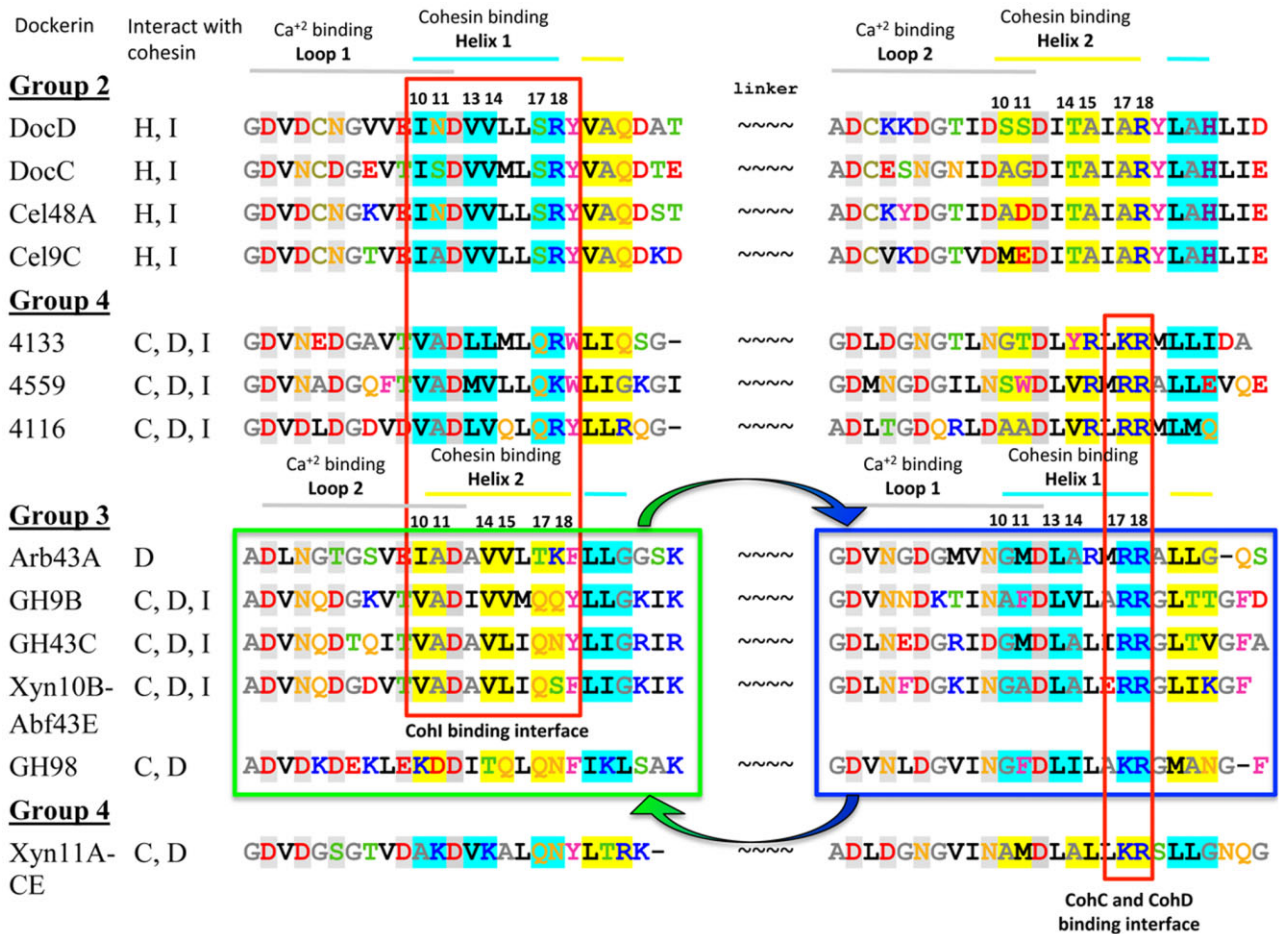 Dockerin Interact with cohesin Ca+2 binding Loop 1 Cohesin binding Helix 1 Ca+2 binding Loop 2 Cohesin binding Helix 2
Group 2 10 11 13 14 17 18 linker 10 11 14 15 17 18
DocD H, I GDVDCNGVVEINDVVLLSRYVAQDAT ~~~~ ADCKKDGTIDSSDITAIARYLAHLID
DocC H, I GDVNCDGEVTISDVVMLSRYVAQDTE ~~~~ ADCESNGNIDAGDITAIARYLAHLIE
Cel48A H, I GDVDCNGKVEINDVVLLSRYVAQDST ~~~~ ADCKYDGTIDADDITAIARYLAHLIE
Cel9C H, I GDVDCNGTVEIADVVLLSRYVAQDKD ~~~~ ADCVKDGTVDMEDITAIARYLAHLIE
Group 4
4133 C, D, I GDVNEDGAVTVADLLMLQRWLIQSG- ~~~~ GDLDGNGTLNGTDLYRLKRMLLIDA
4559 C, D, I GDVNADGQFTVADMVLLQKWLIGKGI ~~~~ GDMNGDGILNSWDLVRMRRALLEVQE
4116 C, D, I GDVDLDGDVDVADLVQLQRYLLRQG- ~~~~ ADLTGDQRLDAADLVRLRRMLMQ
Ca+2 binding Loop 2 Cohesin binding Helix 2 Ca+2 binding Loop 1 Cohesin binding Helix 1
Group 3 10 11 14 15 17 18 10 11 13 14 17 18
Arb43A D ADLNGTGSVEIADAVVLTKFLLGGSK ~~~~ GDVNGDGMVNGMDLARMRRALLG-QS
GH9B C, D, I ADVNQDGKVTVADIVVMQQYLLGKIK ~~~~ GDVNNDKTINAFDLVLARRGLTTGFD
GH43C C, D, I ADVNQDTQITVADAVLIQNYLIGRIR ~~~~ GDLNEDGRIDGMDLALIRRGLTVGFA
Xyn10B-Abf43E C, D, I ADVNQDGDVTVADAVLIQSFLIGKIK ~~~~ GDLNFDGKINGADLALERRGLIKGF
CohI binding interface
GH98 C, D ADVDKDEKLEKDDITQLQNFIKLSAK ~~~~ GDVNLDGVINGFDLILAKRGMANG-F
Group 4
Xyn11A-CE C, D GDVDGSGTVDAKDVKALQNYLTRK- ~~~~ ADLDGNGVINAMDLALLKRSLLGNQG
CohC and CohD binding interface